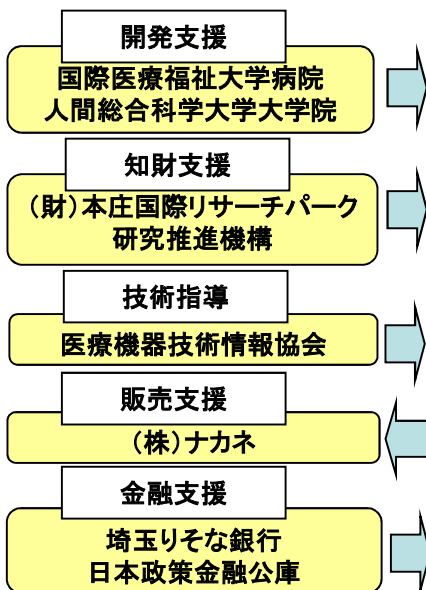 開発支援
国際医療福祉大学病院
人間総合科学大学大学院
知財支援
（財）本庄国際リサーチパーク
研究推進機構
技術指導
医療機器技術情報協会
販売支援
（株）ナカネ
金融支援
埼玉りそな銀行
日本政策金融公庫